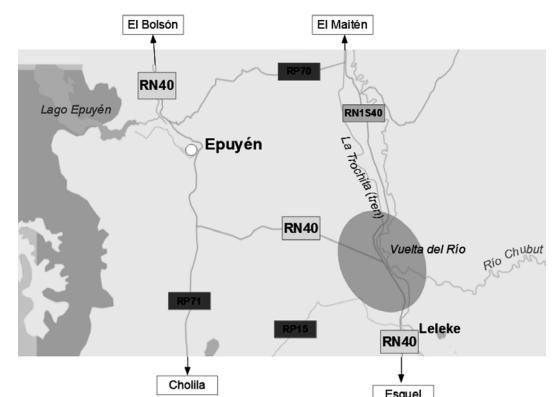 El Bolsón
El Maitén
RN40
RP70
Lago Epuyén
RN1S40
Epuyén
La Trochita (tren)
RN40
Vuelta del Río
Río Chubut
RP71
RP15
Leleke
RN40
Cholila
Esquel